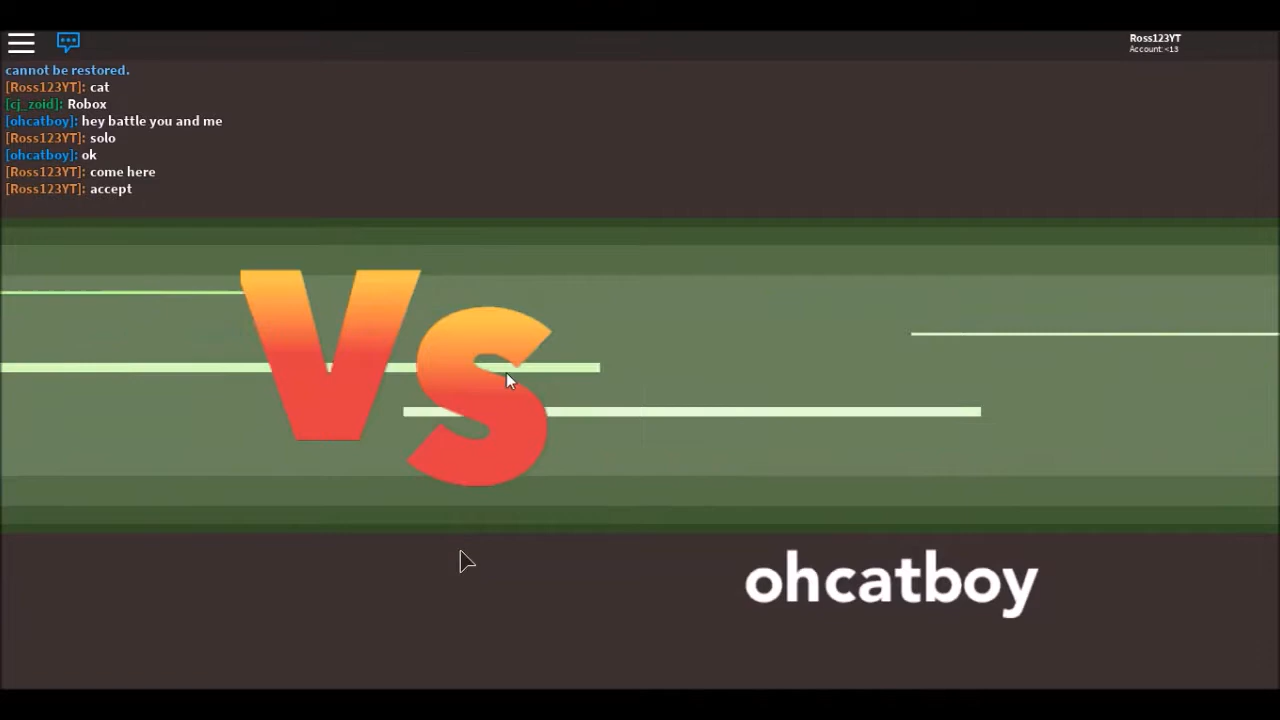 Ross123YT
Account: <13
cannot be restored.
[Ross123YT]: cat
[cj_zoid]: Robox
[ohcatboy]: hey battle you and me
[Ross123YT]: solo
[ohcatboy]: ok
[Ross123YT]: come here
[Ross123YT]: accept
Vs
ohcatboy